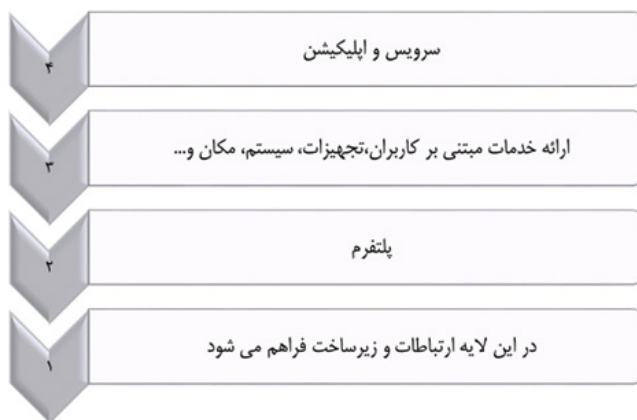 ۴
سرویس و اپلیکیشن
۳
ارائه خدمات مبتنی بر کاربران،تجهیزات، سیستم، مکان و...
۲
پلتفرم
۱
در این لایه ارتباطات و زیرساخت فراهم می شود